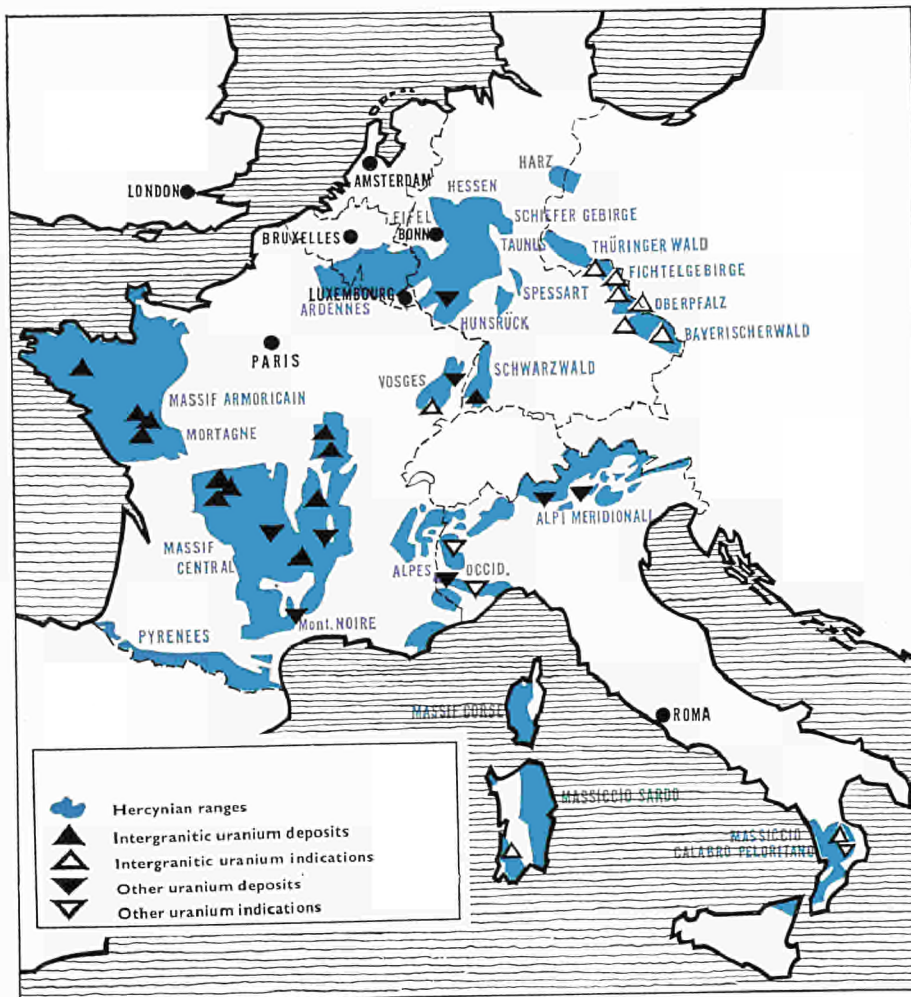 HARZ
AMSTERDAM
LONDON
HESSEN
SCHIEFER GEBIRGE
EIFEL
BONN
BRUXELLES
TAUNUS
THÜRINGER WALD
FICHTELGEBIRGE
LUXEMBOURG
ARDENNES
SPESSART
OBERPFALZ
HUNSRÜCK
BAYERISCHERWALD
PARIS
VOSGES
SCHWARZWALD
MASSIF ARMORICAIN
MORTAGNE
ALPI MERIDIONALI
MASSIF
CENTRAL
ALPES
OCCID.
Mont. NOIRE
PYRENEES
MASSIF CORSE
ROMA
MASSICCIO SARDO
MASSICCIO
CALABRO PELORITANO
Hercynian ranges
Intergranitic uranium deposits
Intergranitic uranium indications
Other uranium deposits
Other uranium indications